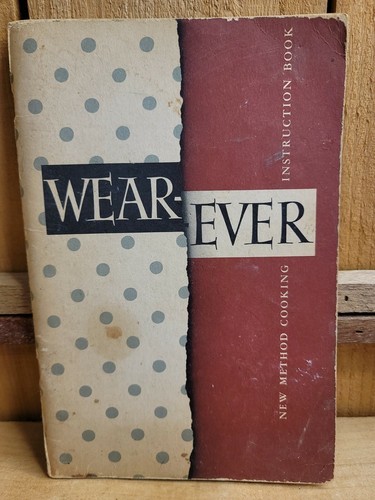 WEAR-
EVER
NEW METHOD COOKING INSTRUCTION BOOK